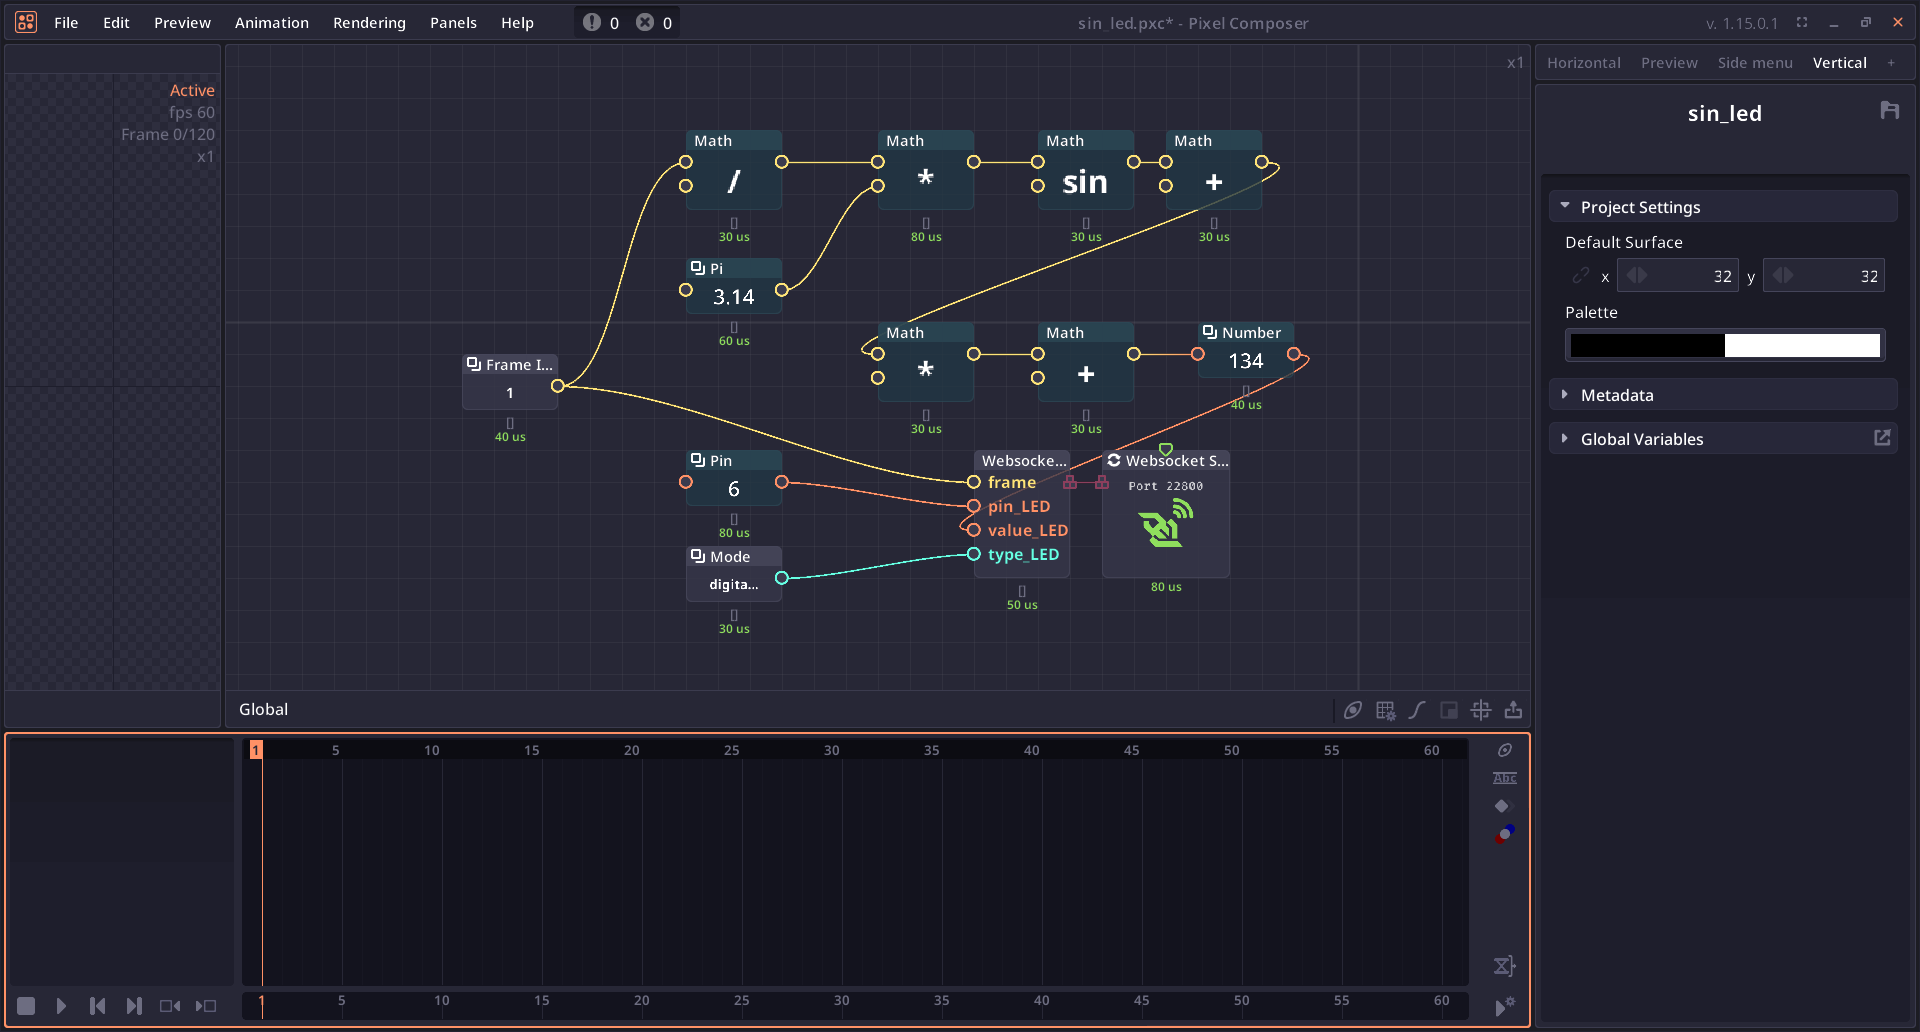 File Edit Preview Animation Rendering Panels Help 0 0 sin_led.pxc* - Pixel Composer v. 1.15.0.1
Horizontal Preview Side menu Vertical +
Active
fps 60
Frame 0/120
x1
x1
Math Math Math Math
/ * sin +
30 us 80 us 30 us 30 us
Pi
3.14
60 us
Math Math Number
* + 134
30 us 30 us 40 us
Frame I...
1
40 us
Pin
6
80 us
Mode
digita...
30 us
Websocke...
frame
pin_LED
value_LED
type_LED
50 us
Websocket S...
Port 22800
80 us
Global
sin_led
Project Settings
Default Surface
x 32 y 32
Palette
Metadata
Global Variables
1 5 10 15 20 25 30 35 40 45 50 55 60
Abc
1 5 10 15 20 25 30 35 40 45 50 55 60